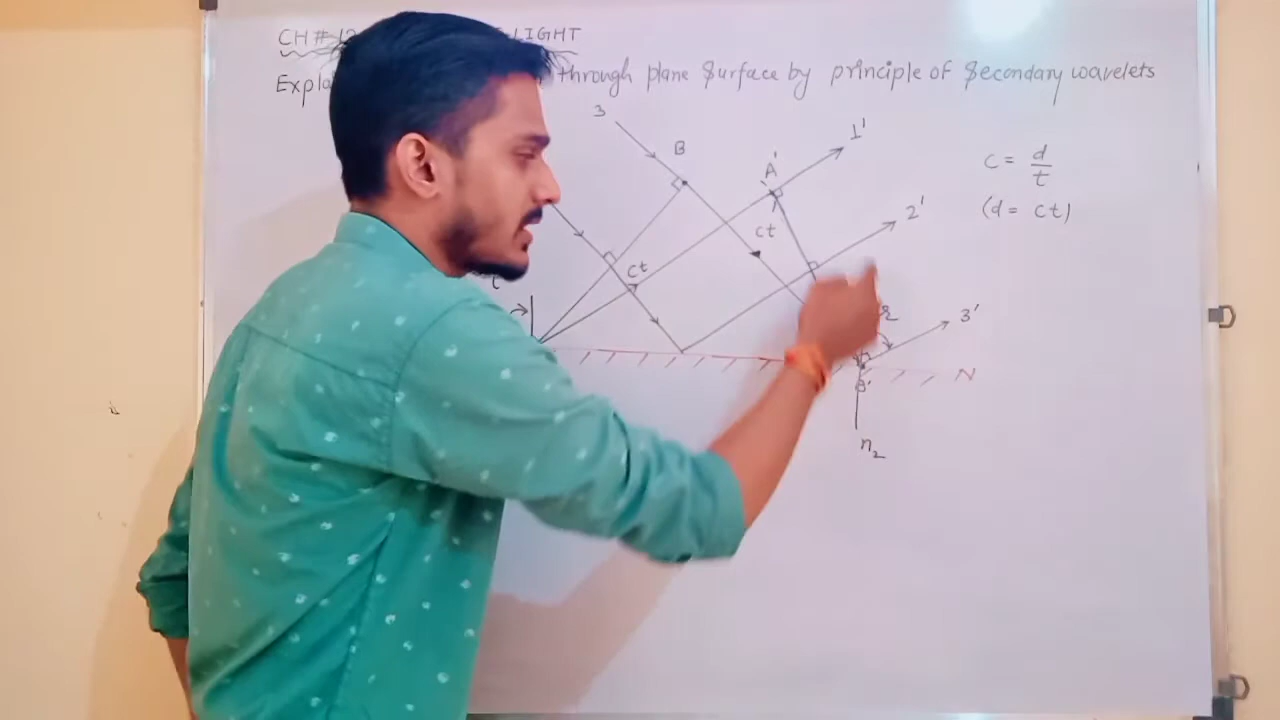 CH # 12 LIGHT
Expla through plane Surface by principle of Secondary wavelets
3
B
A'
1'
c = d/t
2'
(d = ct)
ct
ct
i
r
3'
N
B'
n2